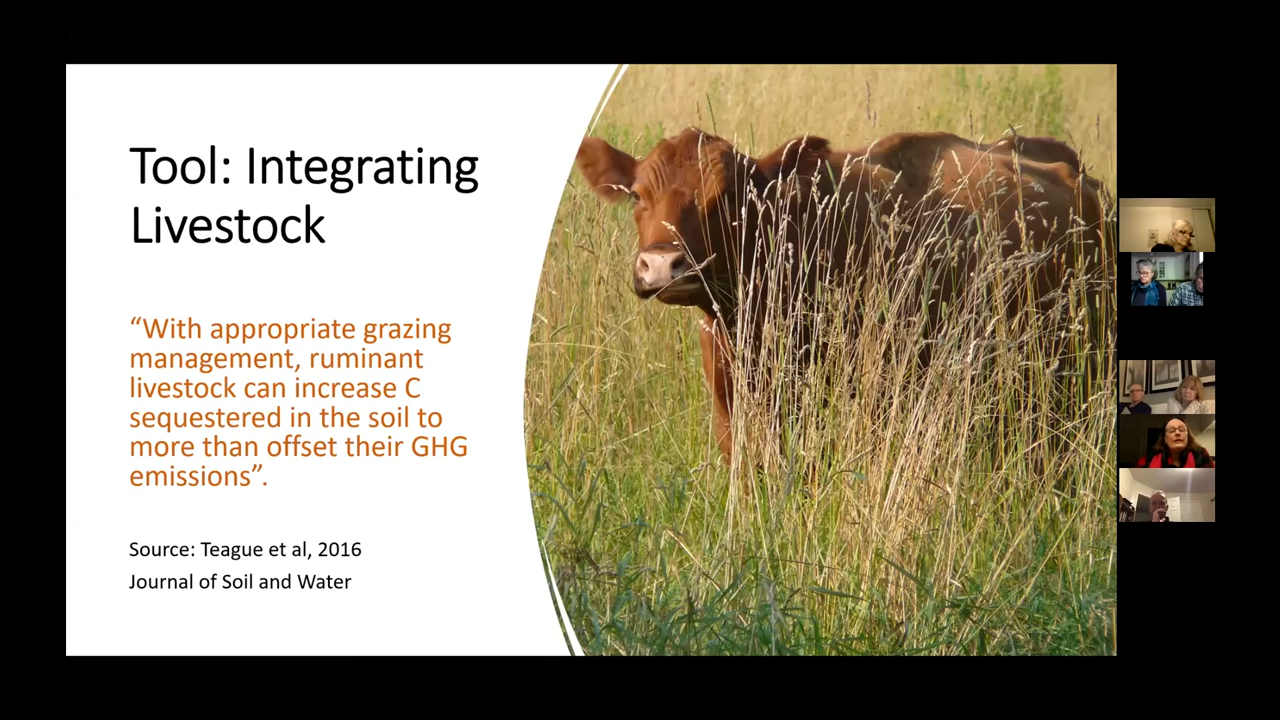 Tool: Integrating
Livestock
“With appropriate grazing
management, ruminant
livestock can increase C
sequestered in the soil to
more than offset their GHG
emissions”.
Source: Teague et al, 2016
Journal of Soil and Water